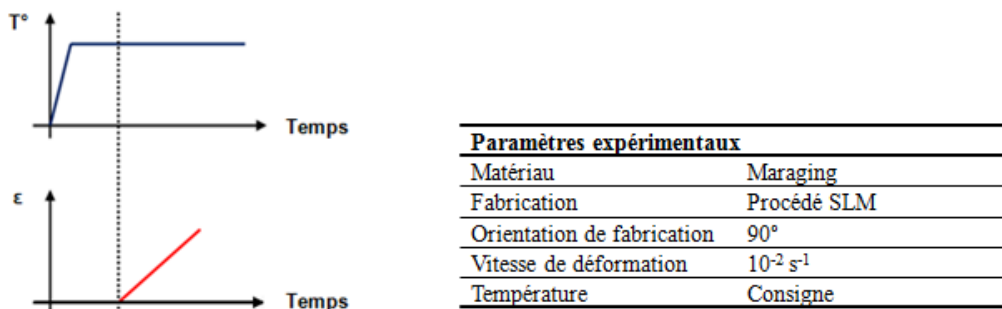 T°
Temps
ε
Temps
Paramètres expérimentaux
Matériau Maraging
Fabrication Procédé SLM
Orientation de fabrication 90°
Vitesse de déformation 10⁻² s⁻¹
Température Consigne